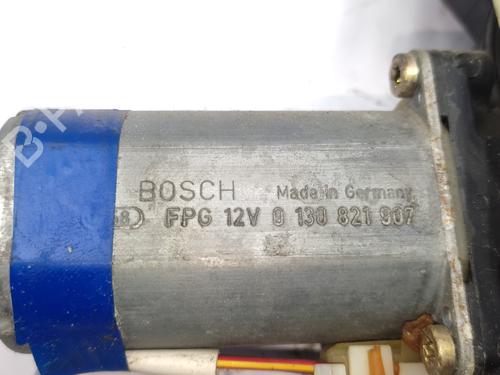 BOSCH Made in Germany
FPG 12V 0 130 821 907